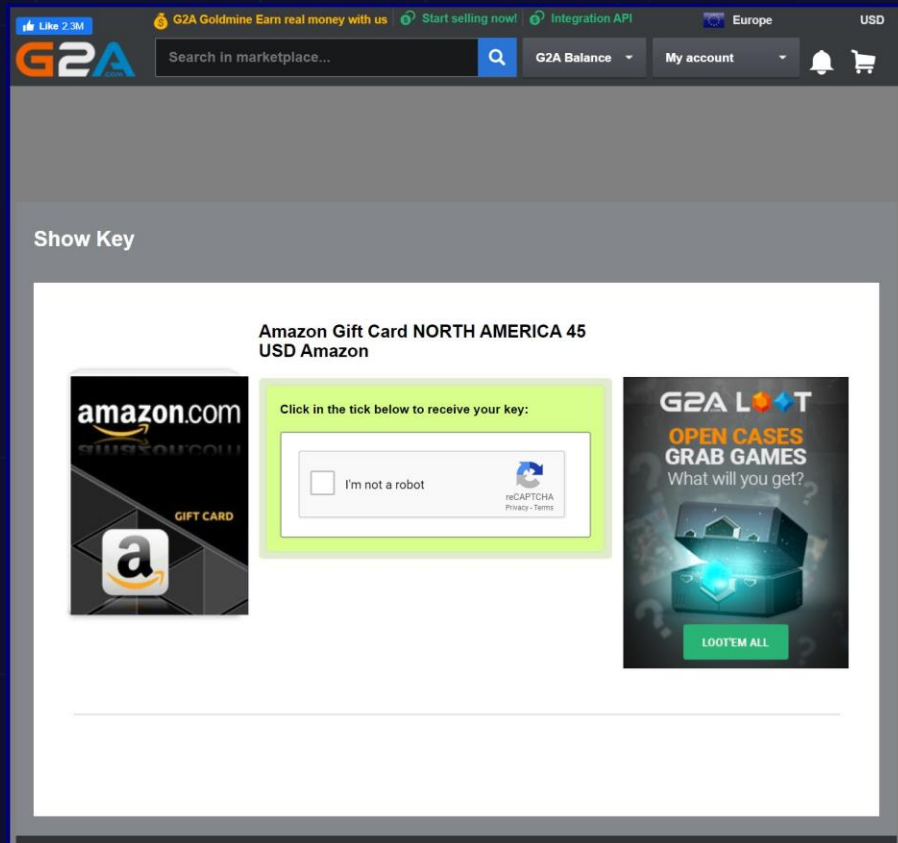 Like 2.3M
G2A Goldmine Earn real money with us
Start selling now!
Integration API
Europe
USD
G2A
.COM
Search in marketplace...
G2A Balance
My account
Show Key
Amazon Gift Card NORTH AMERICA 45
USD Amazon
amazon.com
GIFT CARD
a
Click in the tick below to receive your key:
I'm not a robot
reCAPTCHA
Privacy - Terms
G2A LOOT
OPEN CASES
GRAB GAMES
What will you get?
LOOT'EM ALL